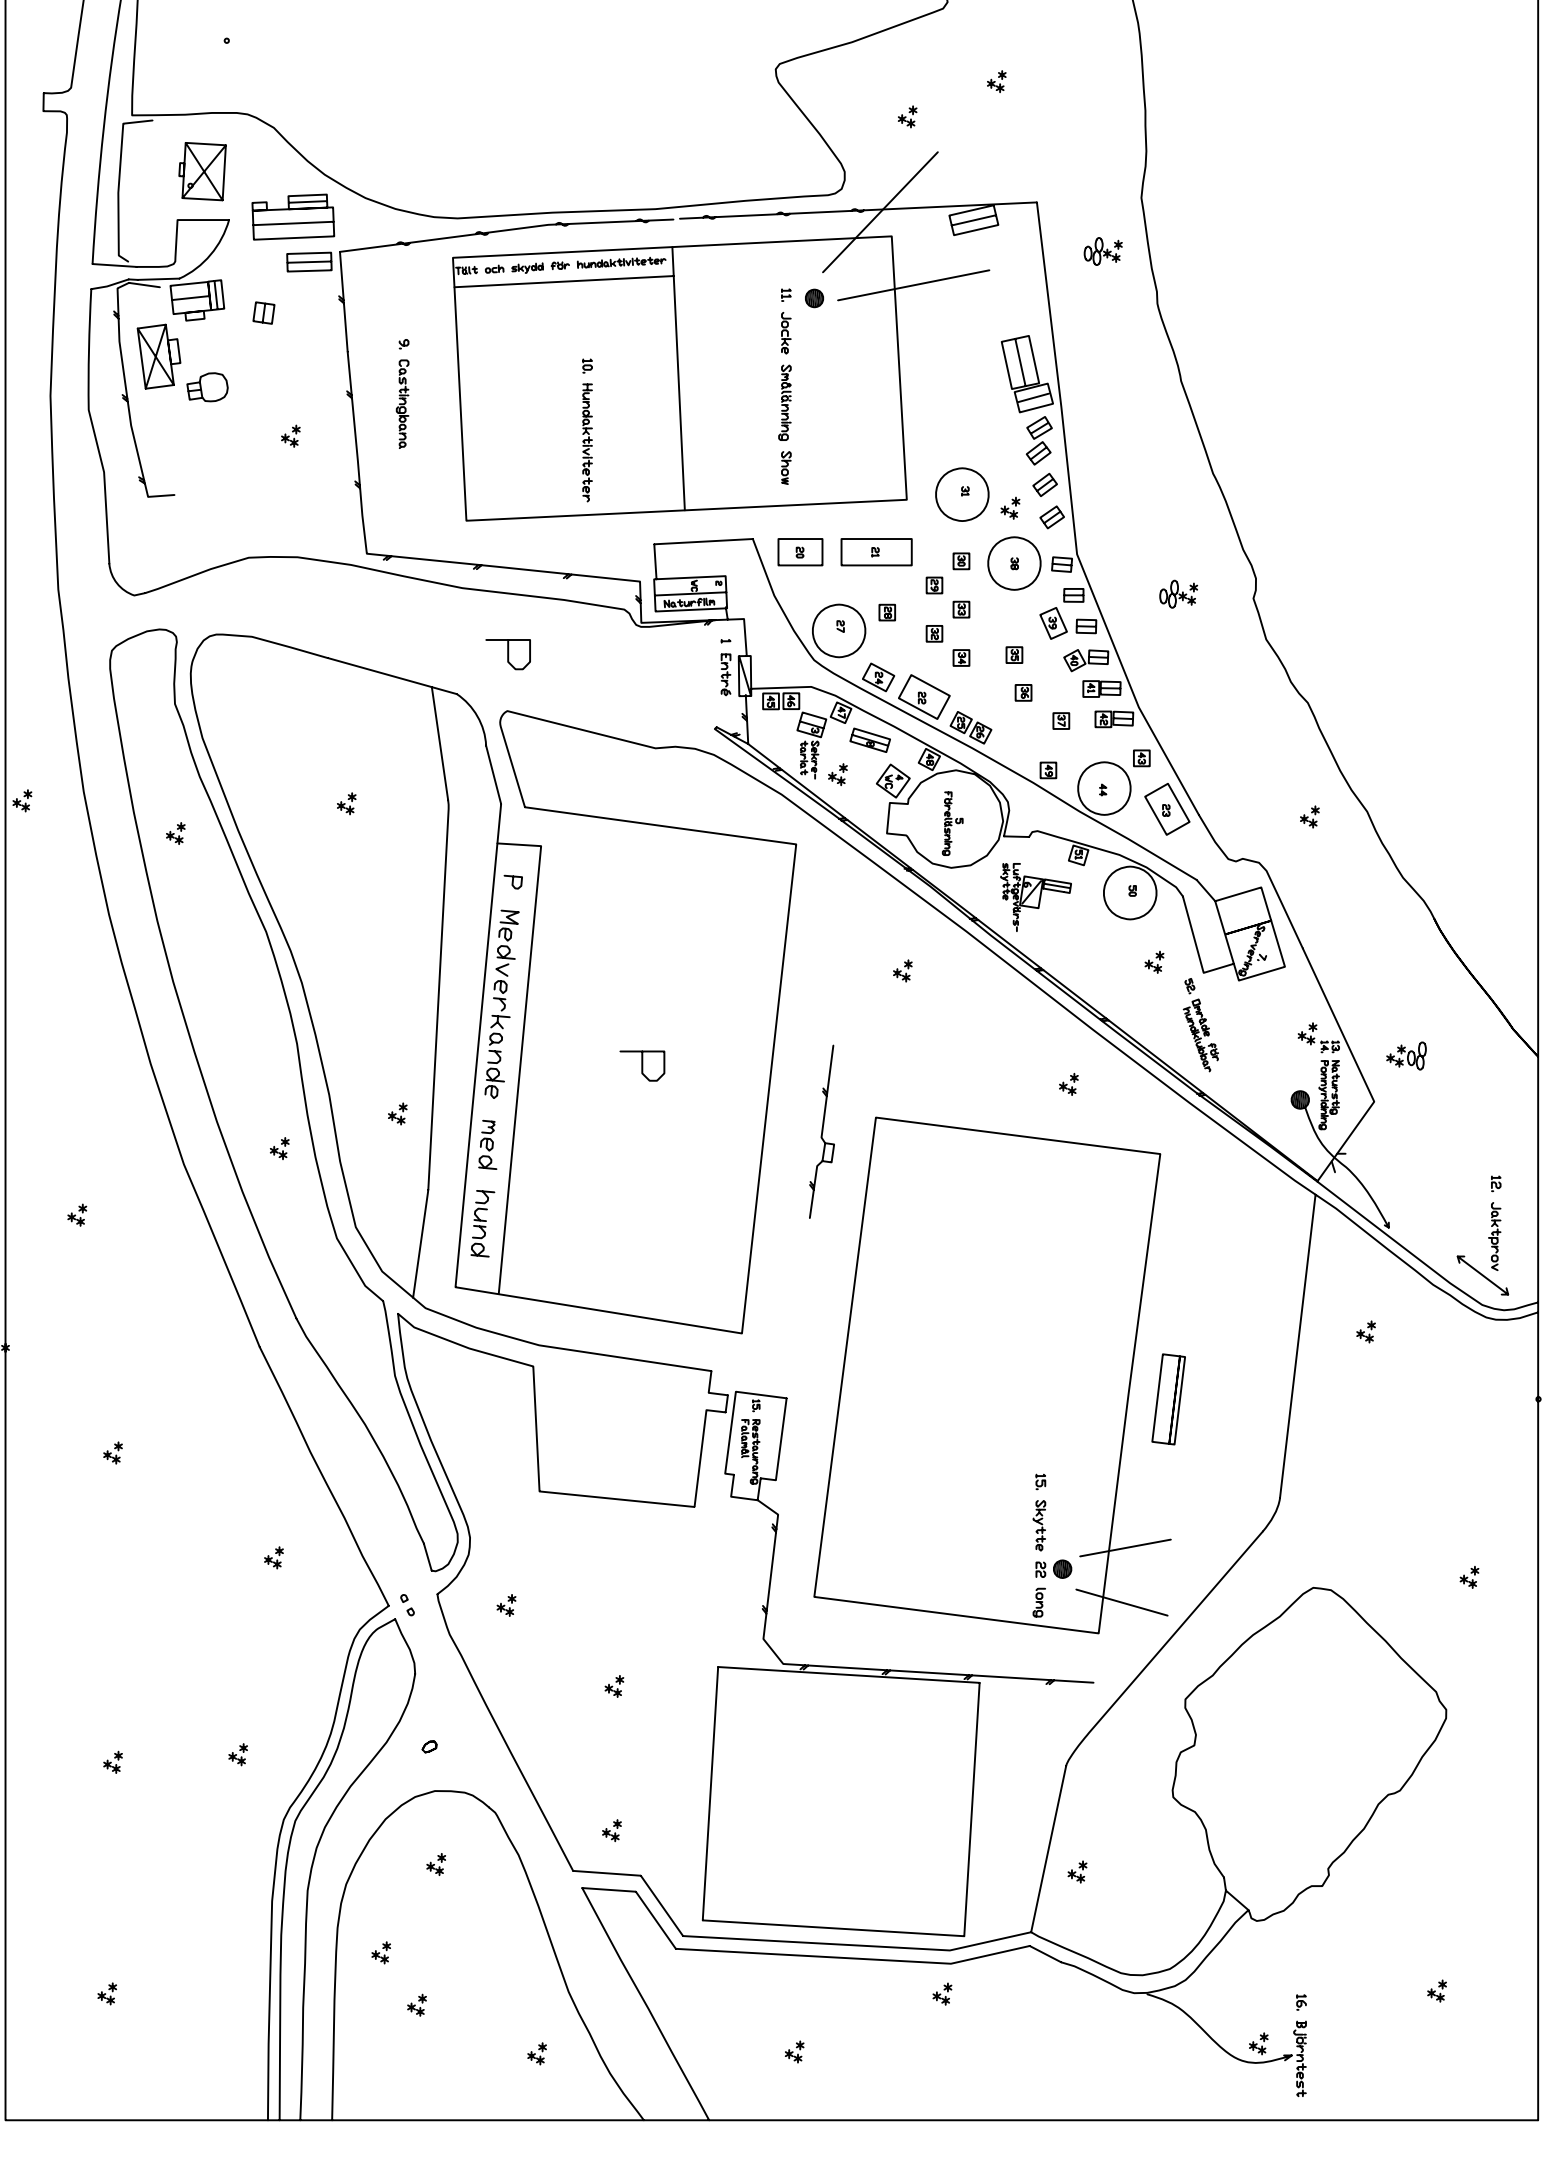 Tält och skydd för hundaktiviteter
9. Castingbana
10. Hundaktiviteter
11. Jocke Smålänning Show
31
38
20
21
30
29
33
28
27
32
34
35
39
40
41
36
24
22
25
26
37
42
43
49
44
23
2
WC
Naturfilm
1 Entré
P
45
46
47
3
Sekre-
tariat
8
4
WC
48
5
Föreläsning
Luftgevärs-
skytte
6
51
50
7.
Servering
52. Område för
hundklubbar
13. Naturstig
14. Ponnyridning
12. Jaktprov
P Medverkande med hund
P
15. Restaurang
Falamål
15. Skytte 22 long
16. Björntest